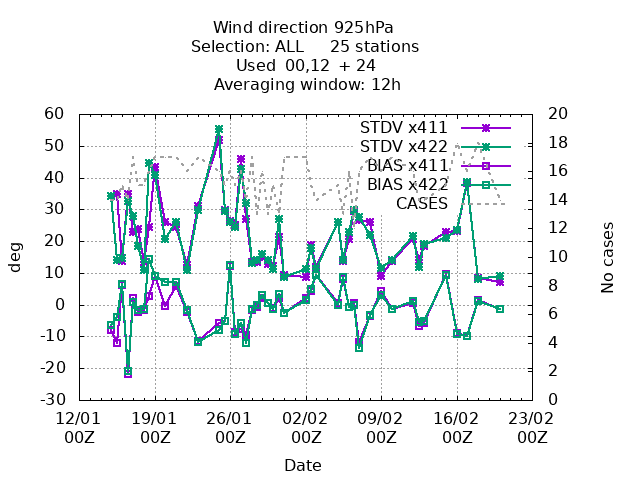 Wind direction 925hPa
Selection: ALL 25 stations
Used 00,12 + 24
Averaging window: 12h
60
50
40
30
20
10
0
-10
-20
-30
deg
20
18
16
14
12
10
8
6
4
2
0
No cases
STDV x411
STDV x422
BIAS x411
BIAS x422
CASES
12/01 19/01 26/01 02/02 09/02 16/02 23/02
00Z 00Z 00Z 00Z 00Z 00Z 00Z
Date